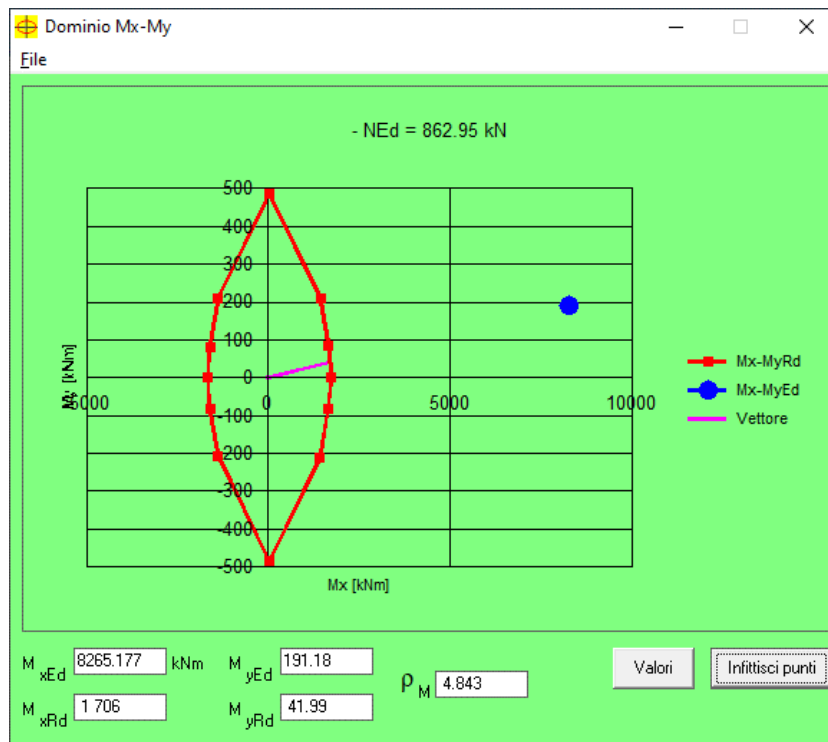 Dominio Mx-My
File
- NEd = 862.95 kN
500
400
300
200
100
0
-100
-200
-300
-400
-500
0
5000
10000
Mx [kNm]
Mx-MyRd
Mx-MyEd
Vettore
M xEd 8265.177 kNm M yEd 191.18
ρ M 4.843
M xRd 1 706 M yRd 41.99
Valori
Infittisci punti